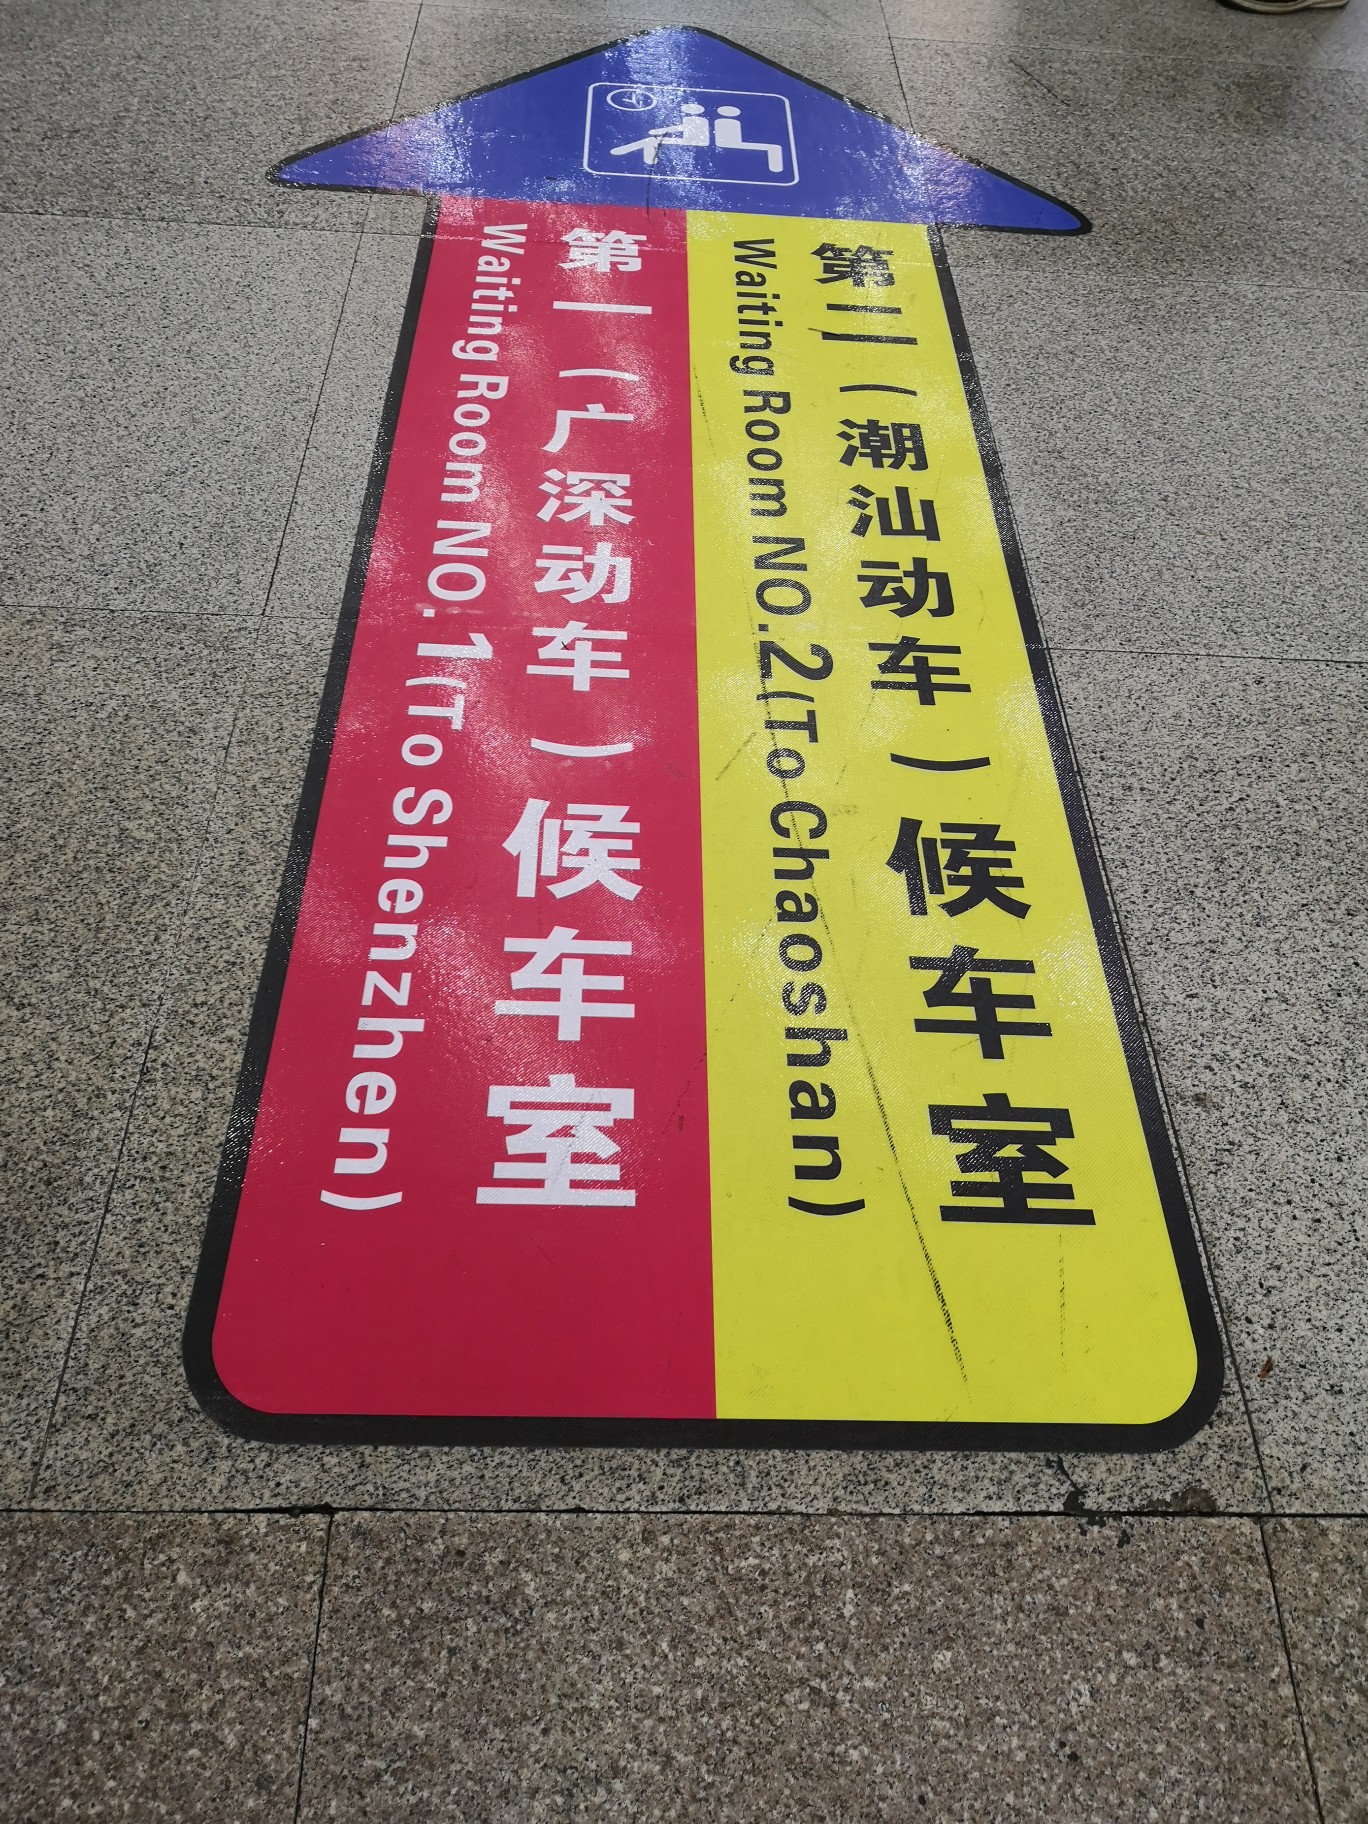 第一（广深动车）候车室
Waiting Room NO.1(To Shenzhen)
第二（潮汕动车）候车室
Waiting Room NO.2(To Chaoshan)